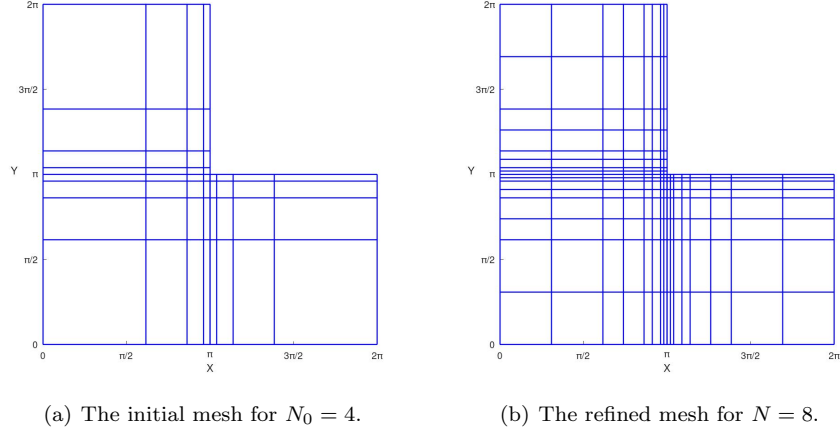 2π
3π/2
Y
π
π/2
0
0
π/2
π
3π/2
2π
X
(a) The initial mesh for N₀ = 4.
2π
3π/2
Y
π
π/2
0
0
π/2
π
3π/2
2π
X
(b) The refined mesh for N = 8.